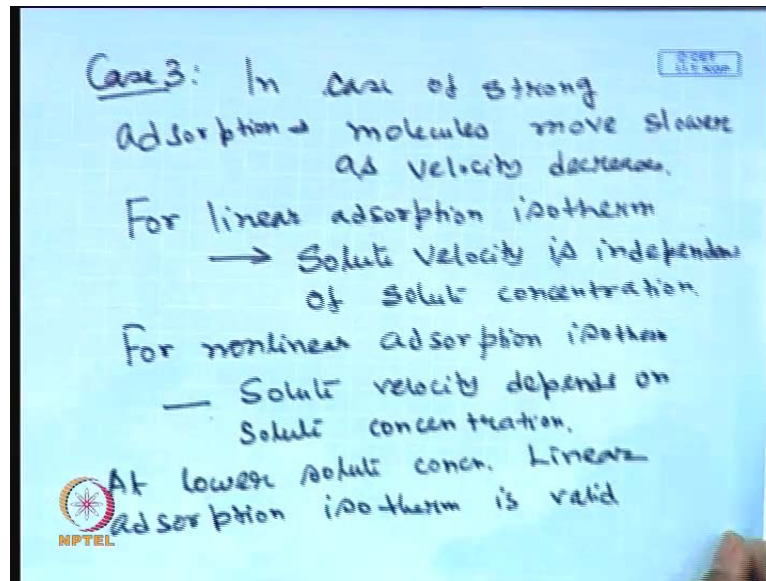 Case 3: In case of strong
adsorption → molecules move slower
as velocity decreases.
For linear adsorption isotherm
→ Solute velocity is independen
of solute concentration
For nonlinear adsorption isotherm
— Solute velocity depends on
Solute concentration.
At lower solute concn. Linear
adsorption isotherm is valid
NPTEL